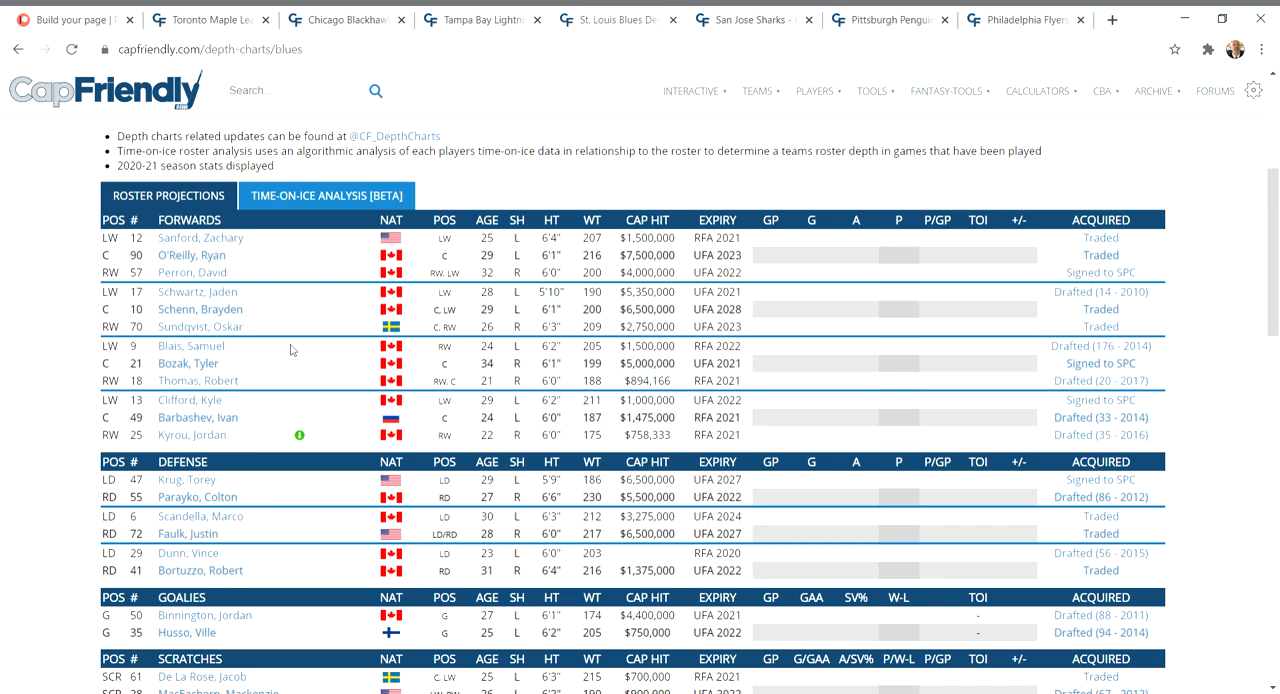 Build your page | F
Toronto Maple Lea
Chicago Blackhaw
Tampa Bay Lightni
St. Louis Blues De
San Jose Sharks - C
Pittsburgh Pengui
Philadelphia Flyers
capfriendly.com/depth-charts/blues
CapFriendly Search... INTERACTIVE TEAMS PLAYERS TOOLS FANTASY-TOOLS CALCULATORS CBA ARCHIVE FORUMS
• Depth charts related updates can be found at @CF_DepthCharts
• Time-on-ice roster analysis uses an algorithmic analysis of each players time-on-ice data in relationship to the roster to determine a teams roster depth in games that have been played
• 2020-21 season stats displayed
ROSTER PROJECTIONS TIME-ON-ICE ANALYSIS [BETA]
POS # FORWARDS NAT POS AGE SH HT WT CAP HIT EXPIRY GP G A P P/GP TOI +/- ACQUIRED
LW 12 Sanford, Zachary LW 25 L 6'4" 207 $1,500,000 RFA 2021 Traded
C 90 O'Reilly, Ryan C 29 L 6'1" 216 $7,500,000 UFA 2023 Traded
RW 57 Perron, David RW, LW 32 R 6'0" 200 $4,000,000 UFA 2022 Signed to SPC
LW 17 Schwartz, Jaden LW 28 L 5'10" 190 $5,350,000 UFA 2021 Drafted (14 - 2010)
C 10 Schenn, Brayden C, LW 29 L 6'1" 200 $6,500,000 UFA 2028 Traded
RW 70 Sundqvist, Oskar C, RW 26 R 6'3" 209 $2,750,000 UFA 2023 Traded
LW 9 Blais, Samuel RW 24 L 6'2" 205 $1,500,000 RFA 2022 Drafted (176 - 2014)
C 21 Bozak, Tyler C 34 R 6'1" 199 $5,000,000 UFA 2021 Signed to SPC
RW 18 Thomas, Robert RW, C 21 R 6'0" 188 $894,166 RFA 2021 Drafted (20 - 2017)
LW 13 Clifford, Kyle LW 29 L 6'2" 211 $1,000,000 UFA 2022 Signed to SPC
C 49 Barbashev, Ivan C 24 L 6'0" 187 $1,475,000 RFA 2021 Drafted (33 - 2014)
RW 25 Kyrou, Jordan RW 22 R 6'0" 175 $758,333 RFA 2021 Drafted (35 - 2016)
POS # DEFENSE NAT POS AGE SH HT WT CAP HIT EXPIRY GP G A P P/GP TOI +/- ACQUIRED
LD 47 Krug, Torey LD 29 L 5'9" 186 $6,500,000 UFA 2027 Signed to SPC
RD 55 Parayko, Colton RD 27 R 6'6" 230 $5,500,000 UFA 2022 Drafted (86 - 2012)
LD 6 Scandella, Marco LD 30 L 6'3" 212 $3,275,000 UFA 2024 Traded
RD 72 Faulk, Justin LD/RD 28 R 6'0" 217 $6,500,000 UFA 2027 Traded
LD 29 Dunn, Vince LD 23 L 6'0" 203 RFA 2020 Drafted (56 - 2015)
RD 41 Bortuzzo, Robert RD 31 R 6'4" 216 $1,375,000 UFA 2022 Traded
POS # GOALIES NAT POS AGE SH HT WT CAP HIT EXPIRY GP GAA SV% W-L TOI ACQUIRED
G 50 Binnington, Jordan G 27 L 6'1" 174 $4,400,000 UFA 2021 - Drafted (88 - 2011)
G 35 Husso, Ville G 25 L 6'2" 205 $750,000 UFA 2022 - Drafted (94 - 2014)
POS # SCRATCHES NAT POS AGE SH HT WT CAP HIT EXPIRY GP G/GAA A/SV% P/W-L P/GP TOI +/- ACQUIRED
SCR 61 De La Rose, Jacob C, LW 25 L 6'3" 215 $700,000 RFA 2021 Traded
SCR 28 MacEachern, Mackenzie LW, RW 26 L 6'2" 190 $900,000 UFA 2022 Drafted (67 - 2012)